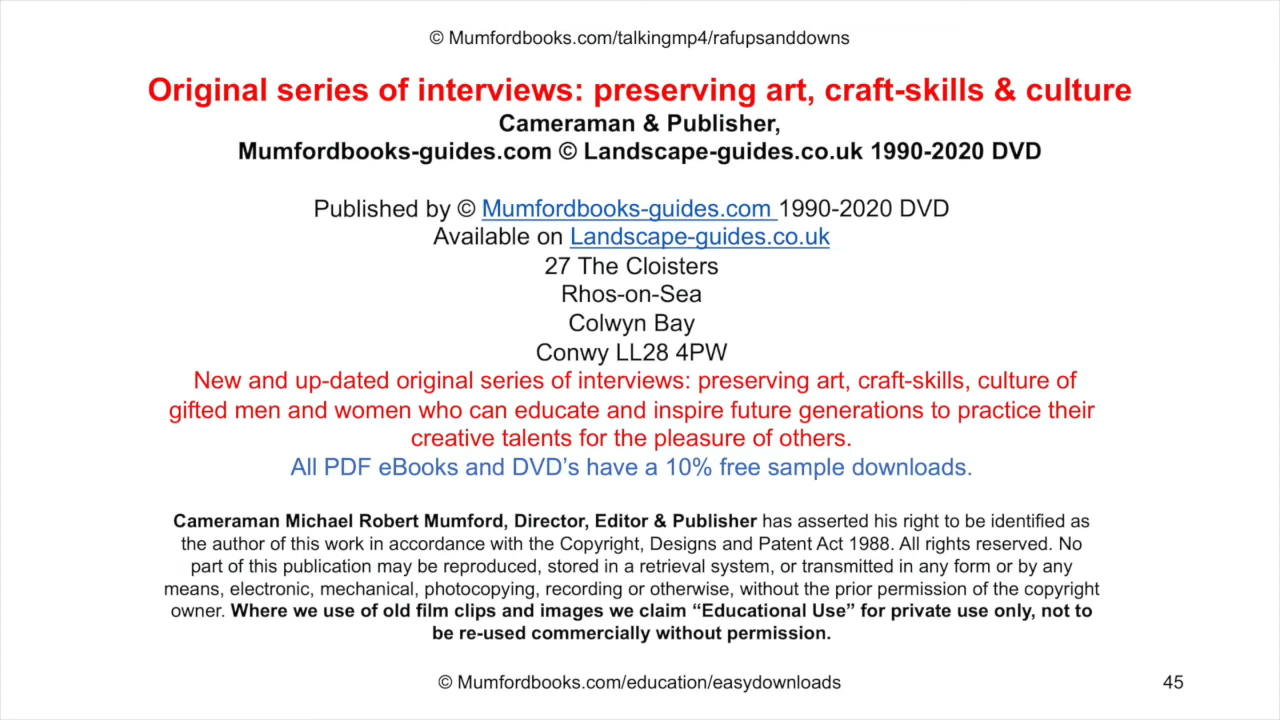 © Mumfordbooks.com/talkingmp4/rafupsanddowns
Original series of interviews: preserving art, craft-skills & culture
Cameraman & Publisher,
Mumfordbooks-guides.com © Landscape-guides.co.uk 1990-2020 DVD
Published by © Mumfordbooks-guides.com 1990-2020 DVD
Available on Landscape-guides.co.uk
27 The Cloisters
Rhos-on-Sea
Colwyn Bay
Conwy LL28 4PW
New and up-dated original series of interviews: preserving art, craft-skills, culture of
gifted men and women who can educate and inspire future generations to practice their
creative talents for the pleasure of others.
All PDF eBooks and DVD’s have a 10% free sample downloads.
Cameraman Michael Robert Mumford, Director, Editor & Publisher has asserted his right to be identified as
the author of this work in accordance with the Copyright, Designs and Patent Act 1988. All rights reserved. No
part of this publication may be reproduced, stored in a retrieval system, or transmitted in any form or by any
means, electronic, mechanical, photocopying, recording or otherwise, without the prior permission of the copyright
owner. Where we use of old film clips and images we claim “Educational Use” for private use only, not to
be re-used commercially without permission.
© Mumfordbooks.com/education/easydownloads
45